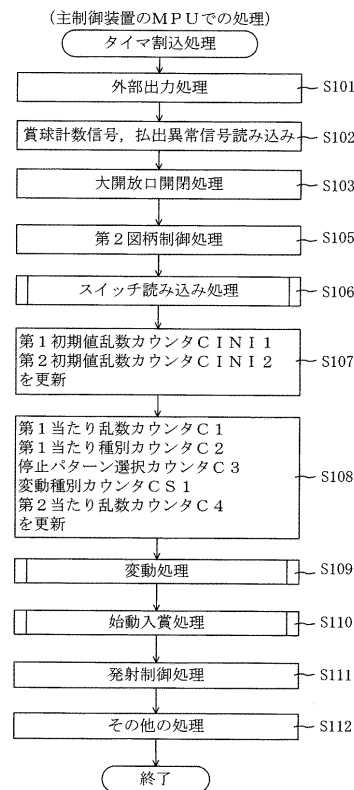 (主制御装置のMPUでの処理)
タイマ割込処理
外部出力処理
S101
賞球計数信号,払出異常信号読み込み
S102
大開放口開閉処理
S103
第2図柄制御処理
S105
スイッチ読み込み処理
S106
第1初期値乱数カウンタCINI1
第2初期値乱数カウンタCINI2
を更新
S107
第1当たり乱数カウンタC1
第1当たり種別カウンタC2
停止パターン選択カウンタC3
変動種別カウンタCS1
第2当たり乱数カウンタC4
を更新
S108
変動処理
S109
始動入賞処理
S110
発射制御処理
S111
その他の処理
S112
終了